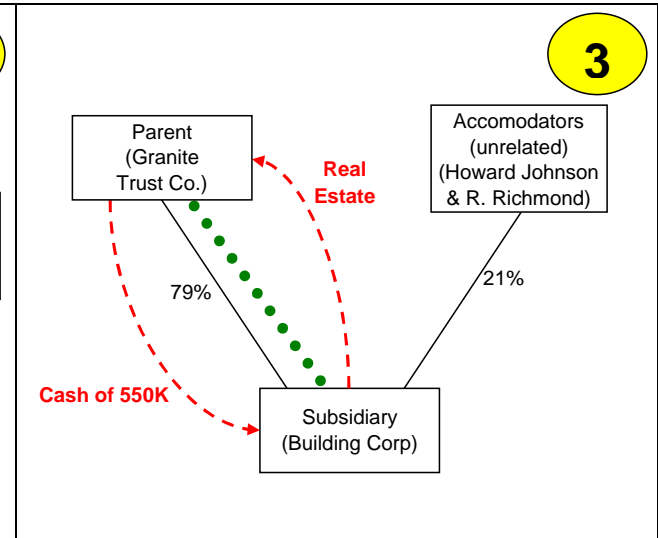 3
Parent
(Granite
Trust Co.)
Accomodators
(unrelated)
(Howard Johnson
& R. Richmond)
Real
Estate
79%
21%
Cash of 550K
Subsidiary
(Building Corp)